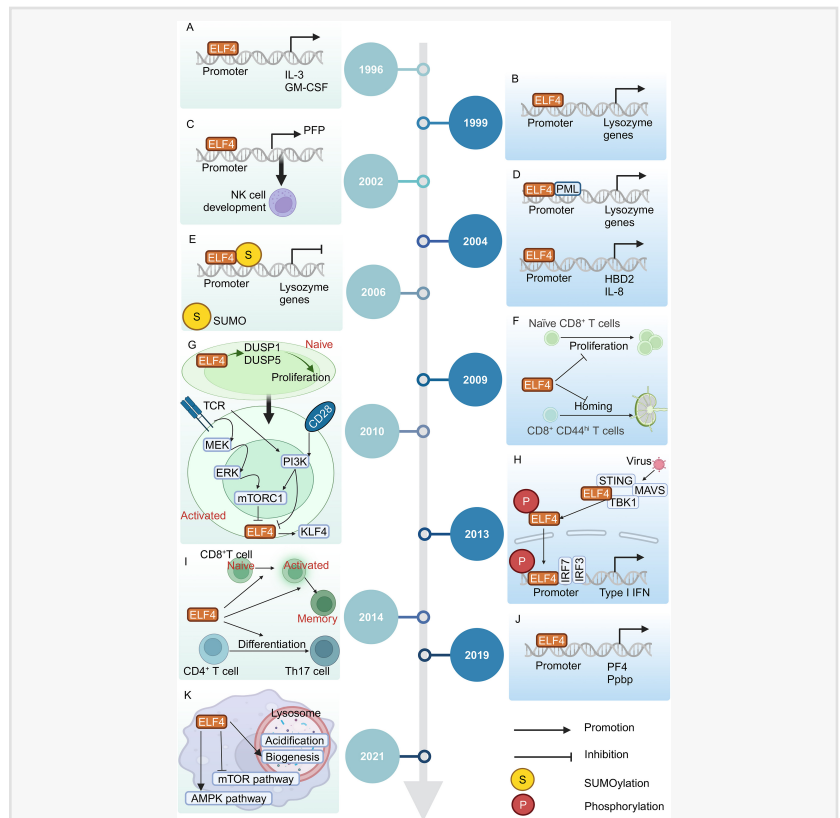 A
ELF4
Promoter
IL-3
GM-CSF
1996
B
ELF4
Promoter
Lysozyme
genes
1999
C
PFP
ELF4
Promoter
NK cell
development
2002
D
ELF4 PML
Promoter
Lysozyme
genes
ELF4
Promoter
HBD2
IL-8
2004
E
S
ELF4
Promoter
Lysozyme
genes
S SUMO
2006
F
Naïve CD8⁺ T cells
Proliferation
ELF4
Homing
CD8⁺ CD44ʰⁱ T cells
2009
G
ELF4
DUSP1
DUSP5
Naive
Proliferation
TCR
CD28
MEK
PI3K
ERK
mTORC1
Activated
ELF4
KLF4
2010
H
Virus
STING
MAVS
ELF4
TBK1
P
ELF4
P
ELF4
IRF7
IRF3
Promoter
Type I IFN
2013
I
CD8⁺T cell
Naive
Activated
Memory
ELF4
Differentiation
CD4⁺ T cell
Th17 cell
2014
J
ELF4
Promoter
PF4
Ppbp
2019
K
Lysosome
ELF4
Acidification
Biogenesis
mTOR pathway
AMPK pathway
2021
Promotion
Inhibition
S SUMOylation
P Phosphorylation